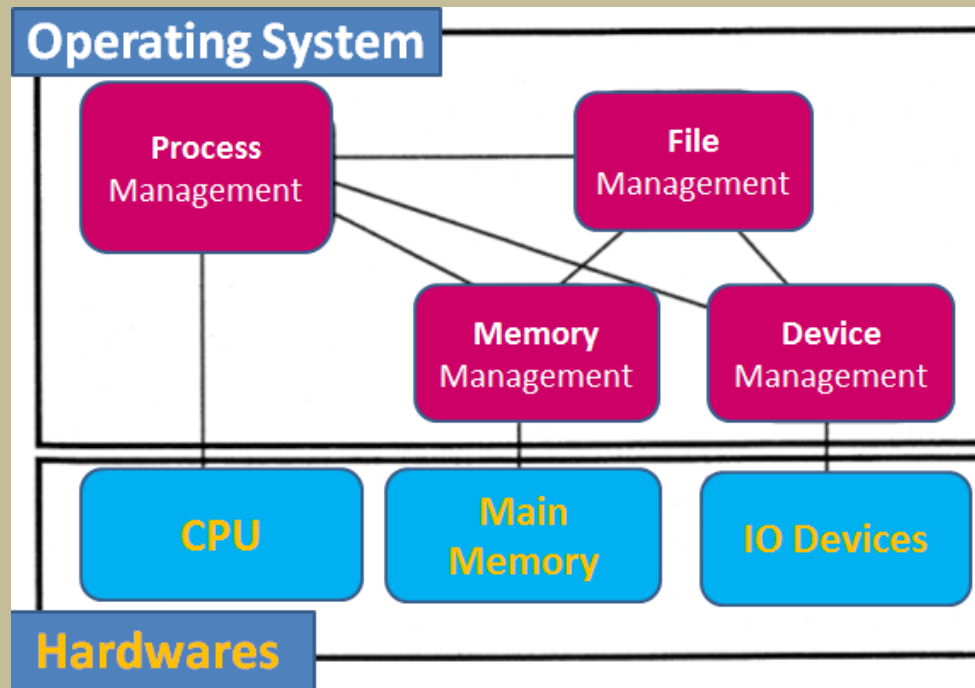 Operating System
Process
Management
File
Management
Memory
Management
Device
Management
CPU
Main
Memory
IO Devices
Hardwares